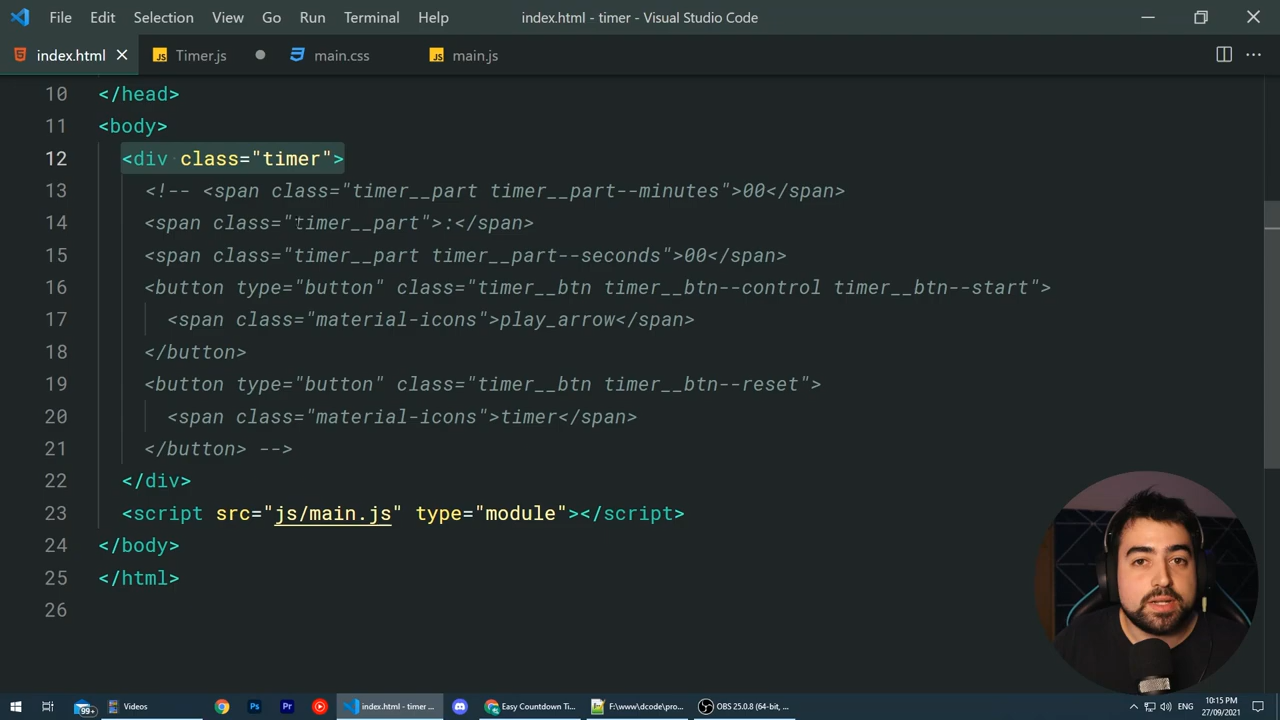 File Edit Selection View Go Run Terminal Help index.html - timer - Visual Studio Code
index.html JS Timer.js main.css JS main.js
10 </head>
11 <body>
12 <div class="timer">
13 <!-- <span class="timer__part timer__part--minutes">00</span>
14 <span class="timer__part">:</span>
15 <span class="timer__part timer__part--seconds">00</span>
16 <button type="button" class="timer__btn timer__btn--control timer__btn--start">
17 <span class="material-icons">play_arrow</span>
18 </button>
19 <button type="button" class="timer__btn timer__btn--reset">
20 <span class="material-icons">timer</span>
21 </button> -->
22 </div>
23 <script src="js/main.js" type="module"></script>
24 </body>
25 </html>
26
99+ Videos Ps Pr index.html - timer ... Easy Countdown Ti... F:\www\dcode\pro... OBS 25.0.8 (64-bit, ... ENG 10:15 PM
27/09/2021